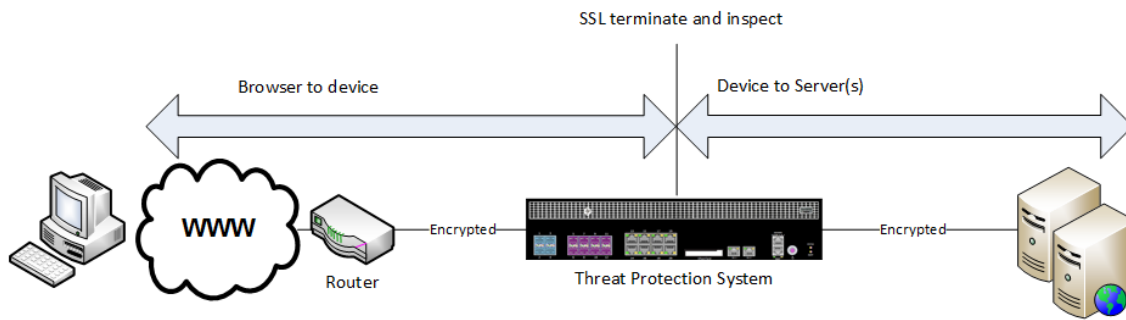 SSL terminate and inspect
Browser to device
Device to Server(s)
WWW
Encrypted
Encrypted
Router
Threat Protection System